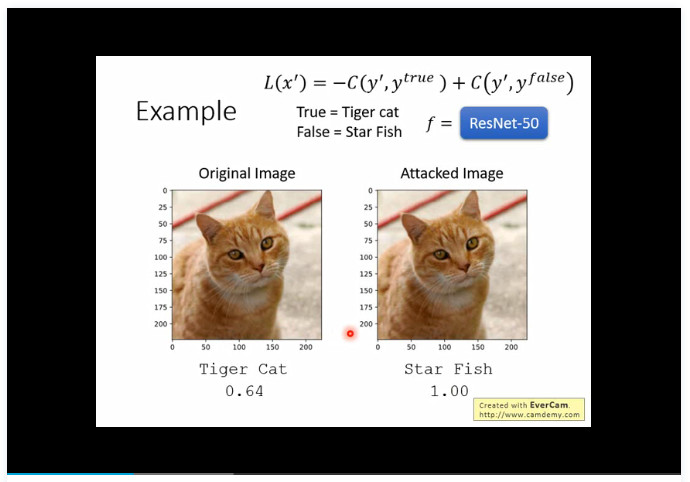 L(x′) = −C(y′, y^true ) + C(y′, y^false)
Example
True = Tiger cat
False = Star Fish
f = ResNet-50
Original Image
Attacked Image
0
25
50
75
100
125
150
175
200
0 50 100 150 200
0
25
50
75
100
125
150
175
200
0 50 100 150 200
Tiger Cat
0.64
Star Fish
1.00
Created with EverCam.
http://www.camdemy.com